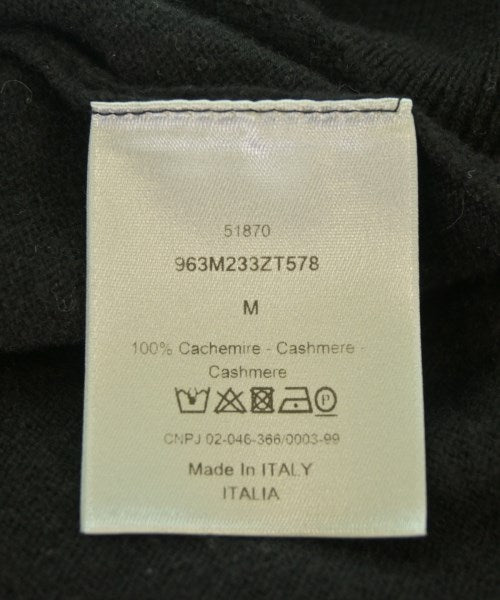 51870
963M233ZT578
M
100% Cachemire - Cashmere -
Cashmere
P
CNPJ 02-046-366/0003-99
Made In ITALY
ITALIA